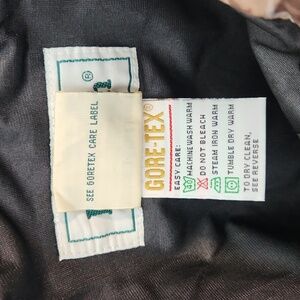 ®
SEE GORETEX CARE LABEL
GORE-TEX®
EASY CARE:
MACHINE WASH WARM
DO NOT BLEACH
STEAM IRON WARM
TUMBLE DRY WARM
TO DRY CLEAN,
SEE REVERSE